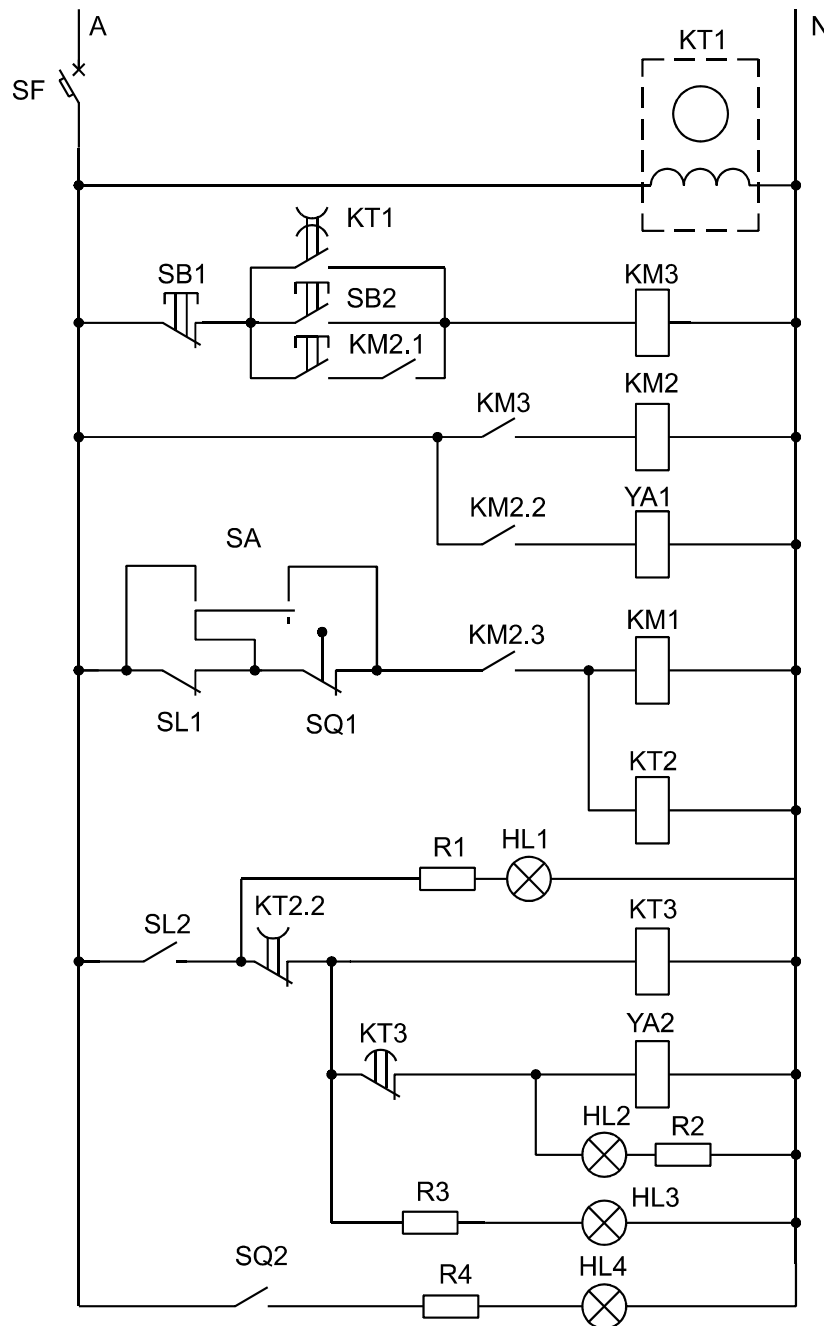 A
N
KT1
SF
KT1
SB1
KM3
SB2
KM2.1
KM2
KM3
YA1
KM2.2
SA
KM1
KM2.3
SL1
SQ1
KT2
R1
HL1
KT2.2
SL2
KT3
YA2
KT3
HL2
R2
R3
HL3
SQ2
R4
HL4